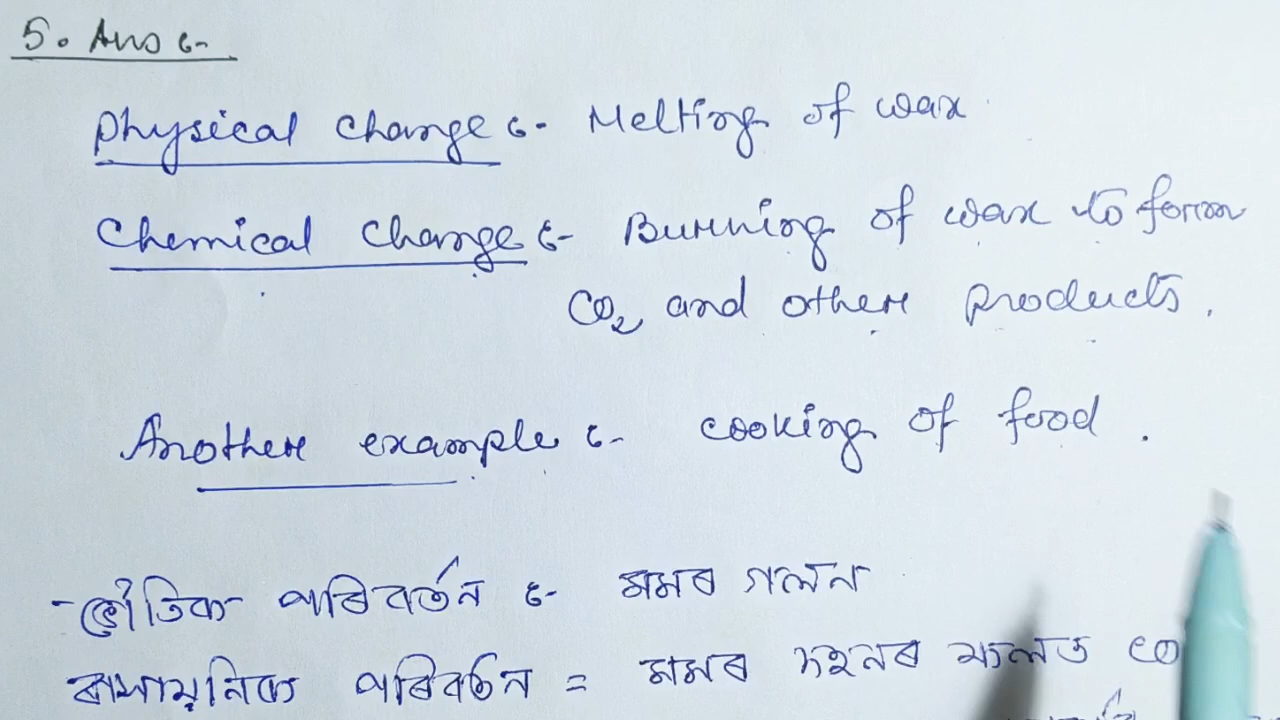 5. Ans :-
Physical change :- Melting of wax
Chemical change :- Burning of wax to form
CO₂ and other products.
Another example :- cooking of food.
-ভৌতিক পৰিবৰ্তন :- মমৰ গলন
ৰাসায়নিক পৰিবৰ্তন = মমৰ দহনৰ ফলত CO